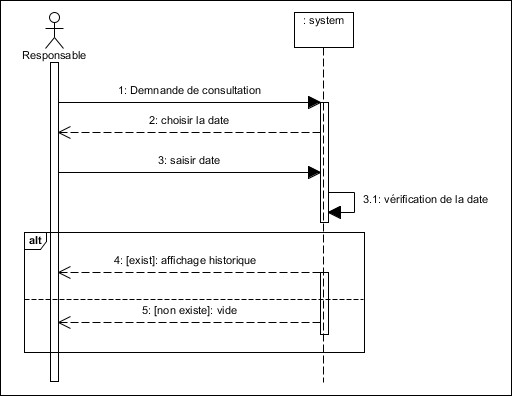 : system
Responsable
1: Demnande de consultation
2: choisir la date
3: saisir date
3.1: vérification de la date
alt
4: [exist]: affichage historique
5: [non existe]: vide